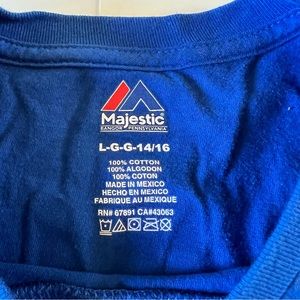 Majestic
BANGOR PENNSYLVANIA
L-G-G-14/16
100% COTTON
100% ALGODON
100% COTON
MADE IN MEXICO
HECHO EN MEXICO
FABRIQUE AU MEXIQUE
RN# 67891 CA#43063